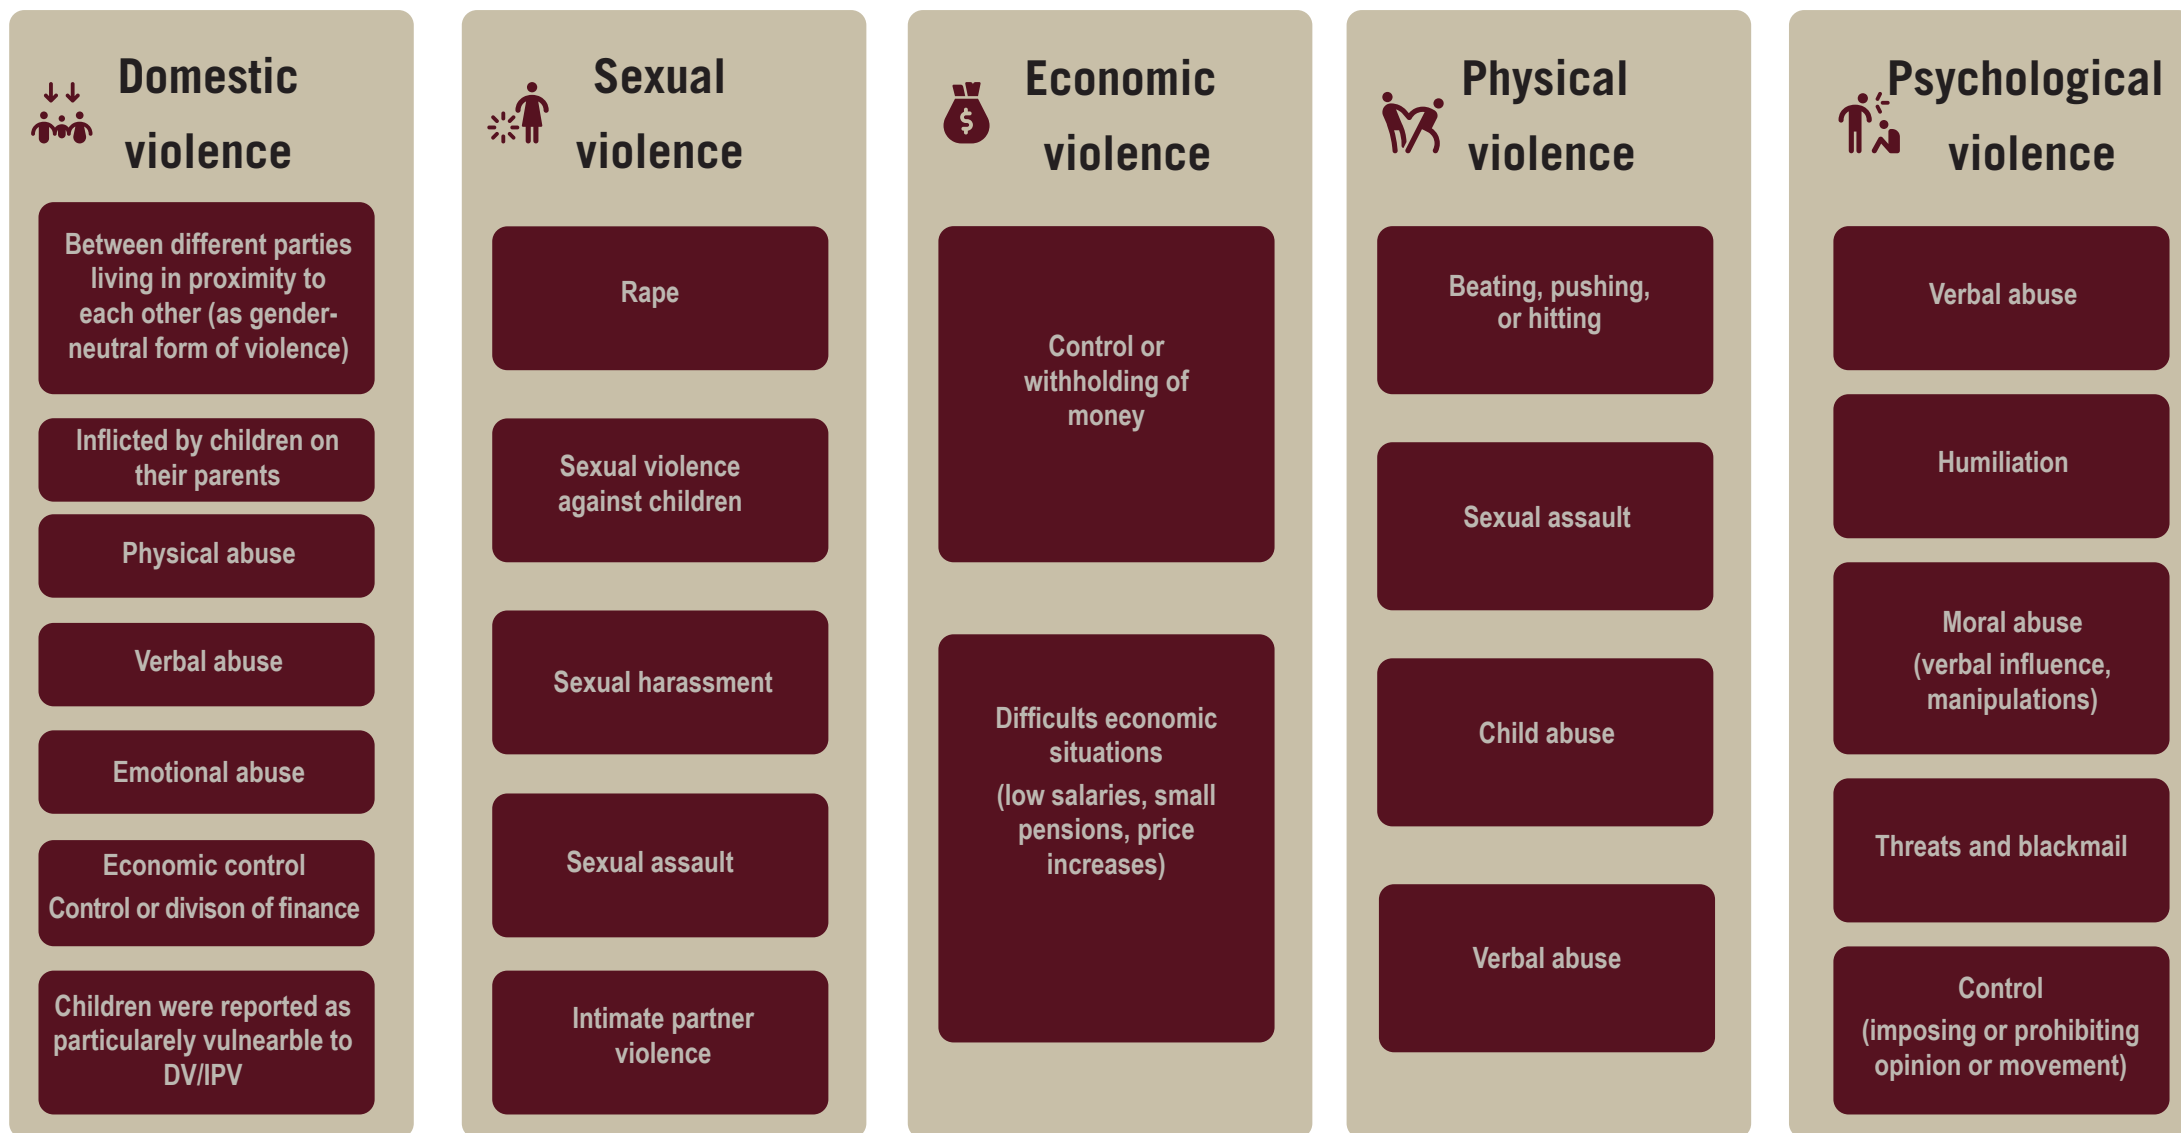 Domestic
violence
Between different parties
living in proximity to
each other (as gender-
neutral form of violence)
Inflicted by children on
their parents
Physical abuse
Verbal abuse
Emotional abuse
Economic control
Control or divison of finance
Children were reported as
particularely vulnearble to
DV/IPV
Sexual
violence
Rape
Sexual violence
against children
Sexual harassment
Sexual assault
Intimate partner
violence
Economic
violence
$
Control or
withholding of
money
Difficults economic
situations
(low salaries, small
pensions, price
increases)
Physical
violence
Beating, pushing,
or hitting
Sexual assault
Child abuse
Verbal abuse
Psychological
violence
Verbal abuse
Humiliation
Moral abuse
(verbal influence,
manipulations)
Threats and blackmail
Control
(imposing or prohibiting
opinion or movement)